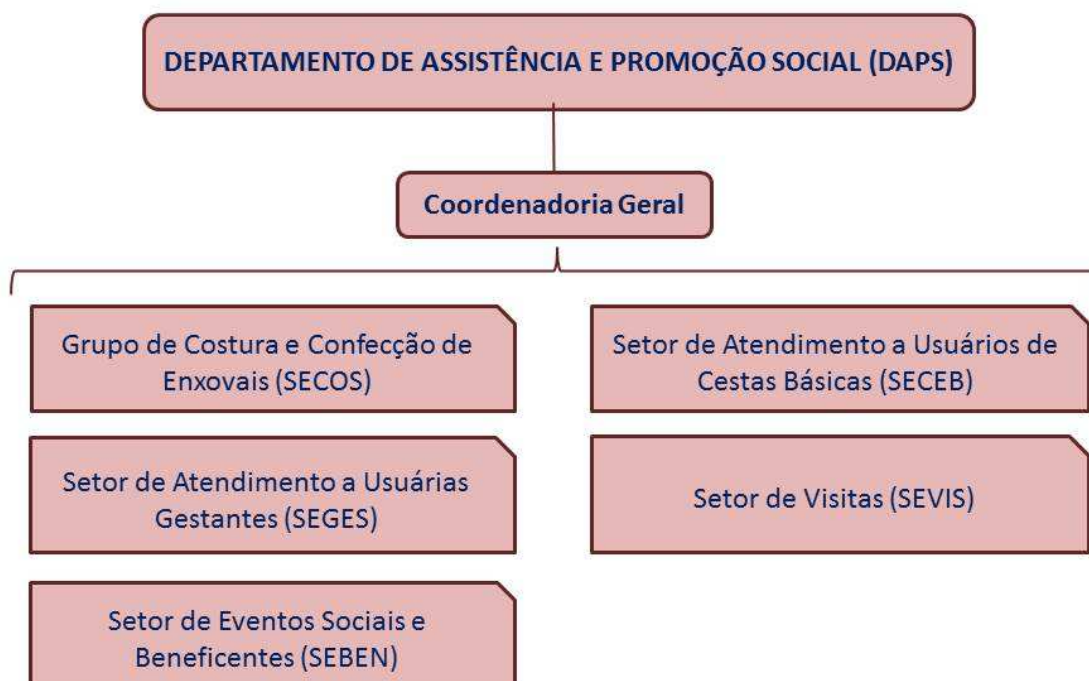 DEPARTAMENTO DE ASSISTÊNCIA E PROMOÇÃO SOCIAL (DAPS)
Coordenadoria Geral
Grupo de Costura e Confecção de
Enxovais (SECOS)
Setor de Atendimento a Usuários de
Cestas Básicas (SECEB)
Setor de Atendimento a Usuárias
Gestantes (SEGES)
Setor de Visitas (SEVIS)
Setor de Eventos Sociais e
Beneficentes (SEBEN)